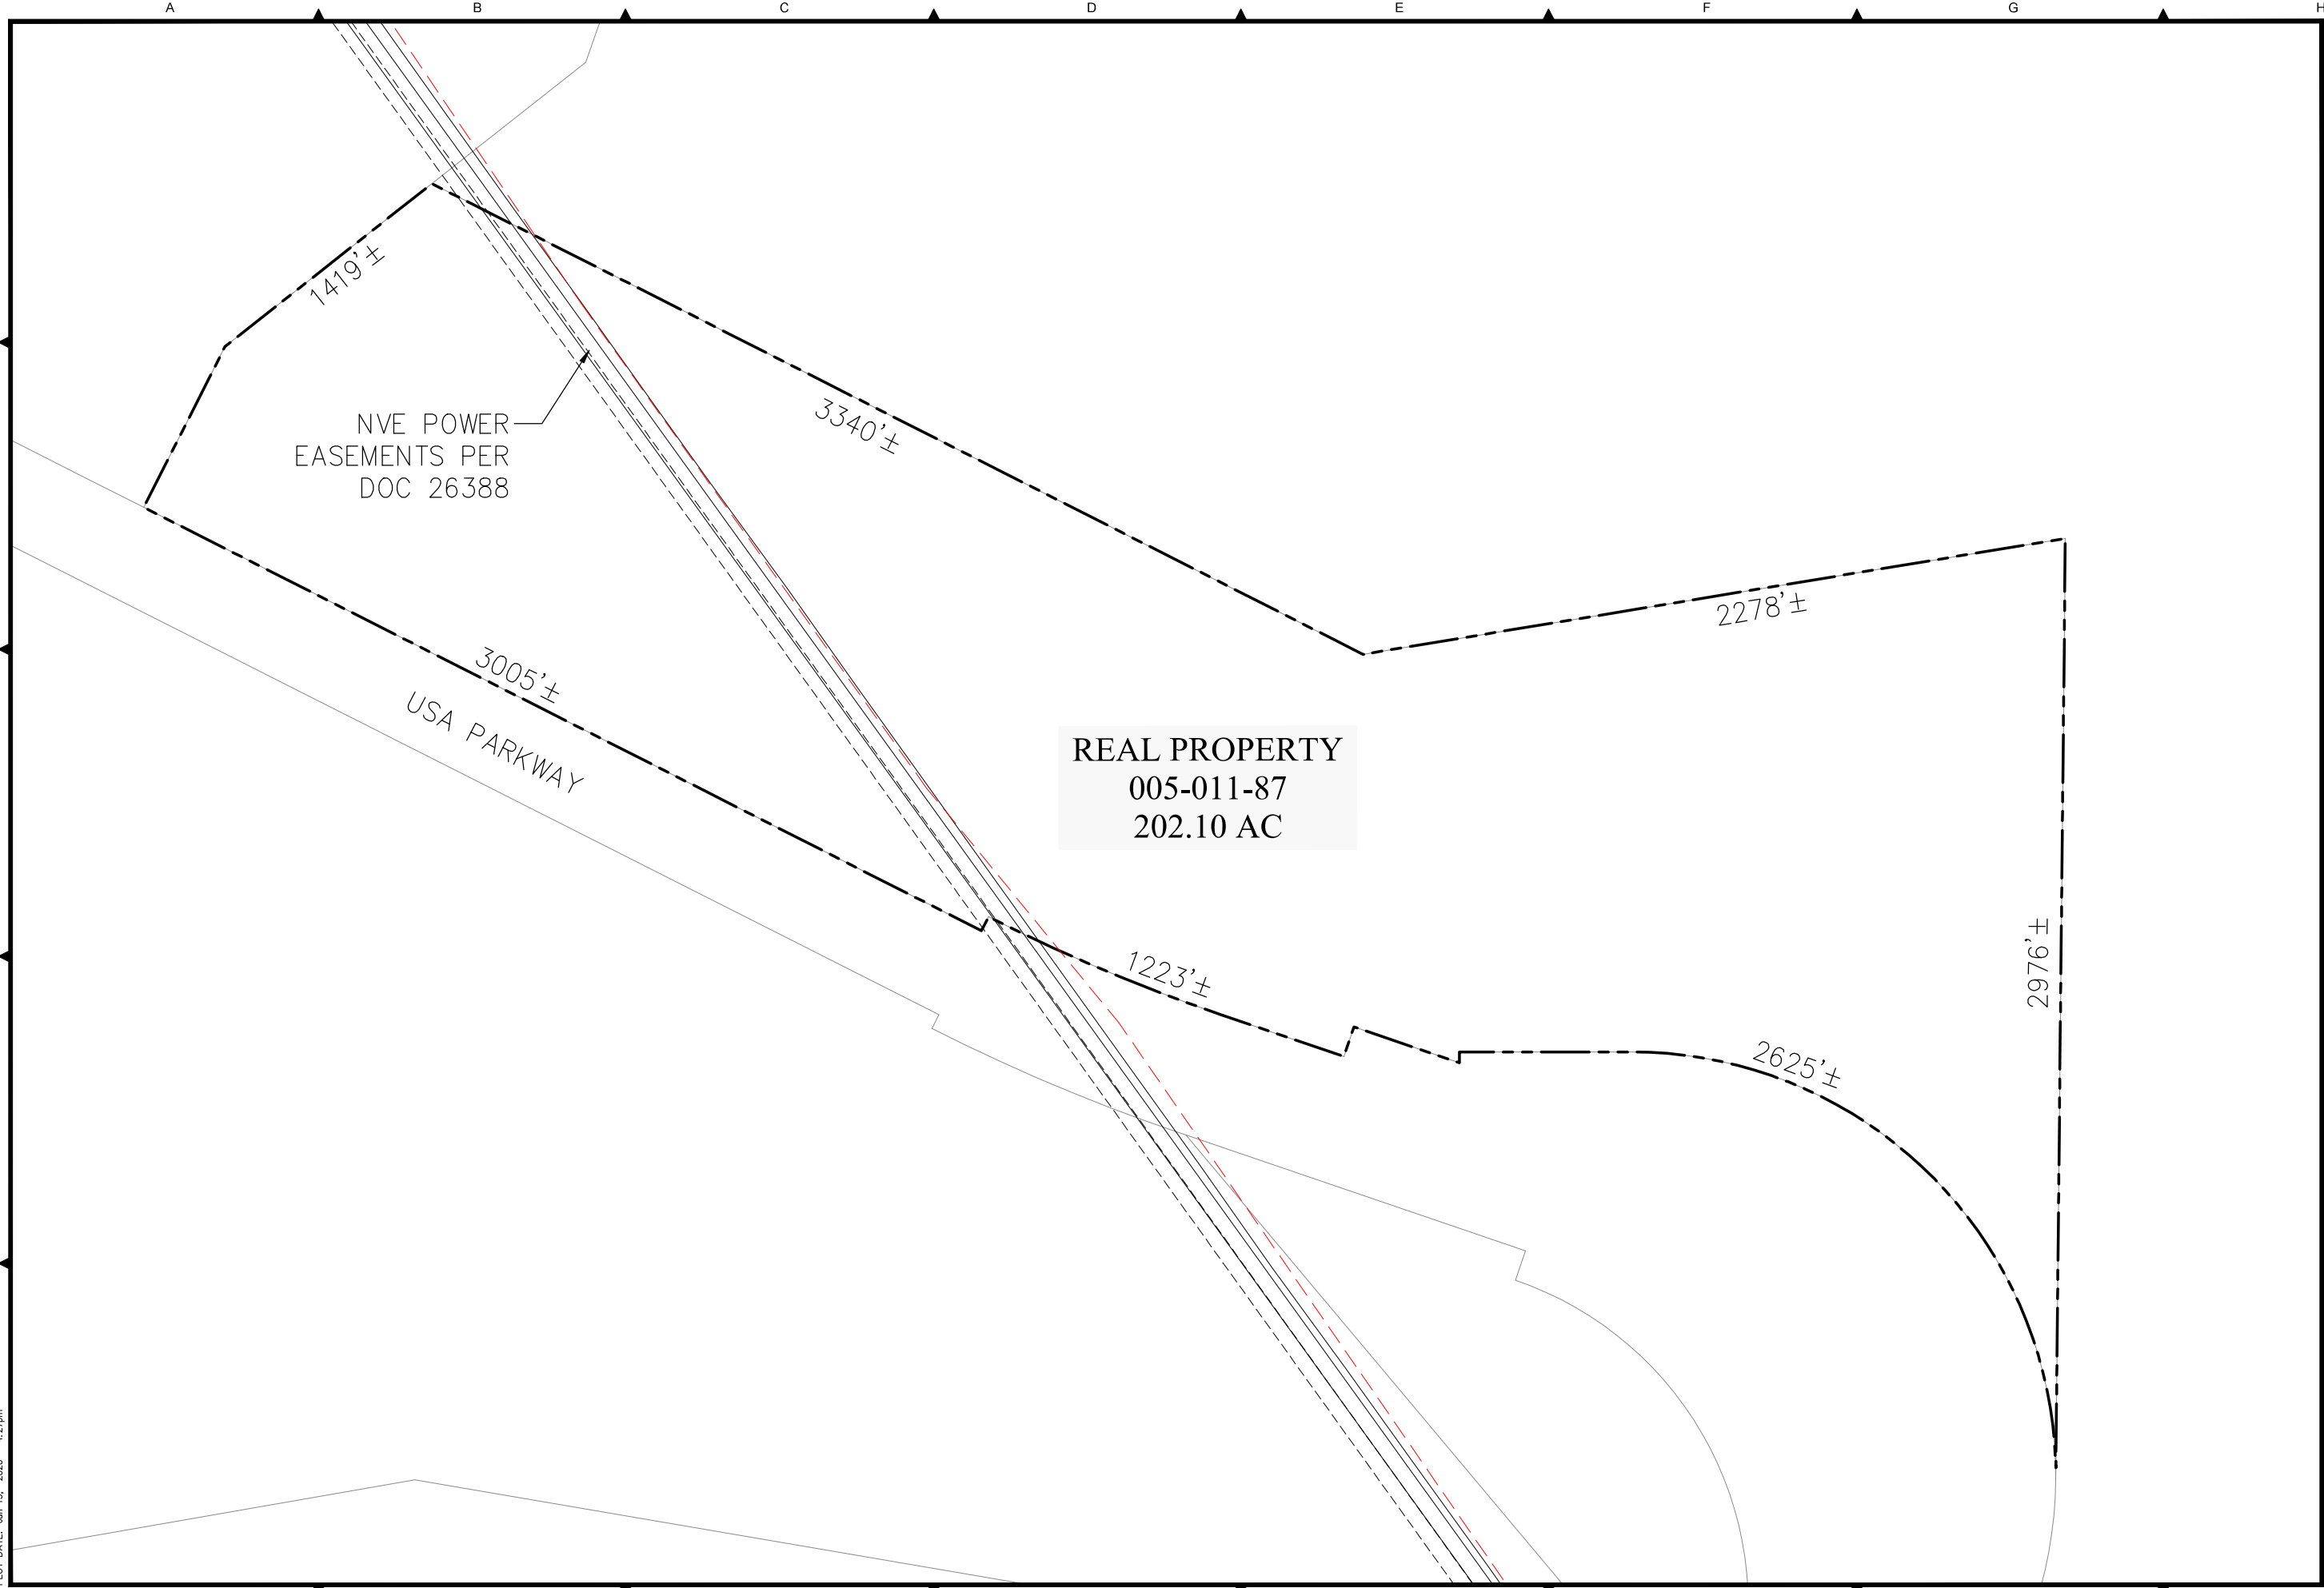 A B C D E F G H
1419'±
NVE POWER
EASEMENTS PER
DOC 26388
3340'±
2278'±
3005'±
USA PARKWAY
REAL PROPERTY
005-011-87
202.10 AC
1223'±
2976'±
2625'±